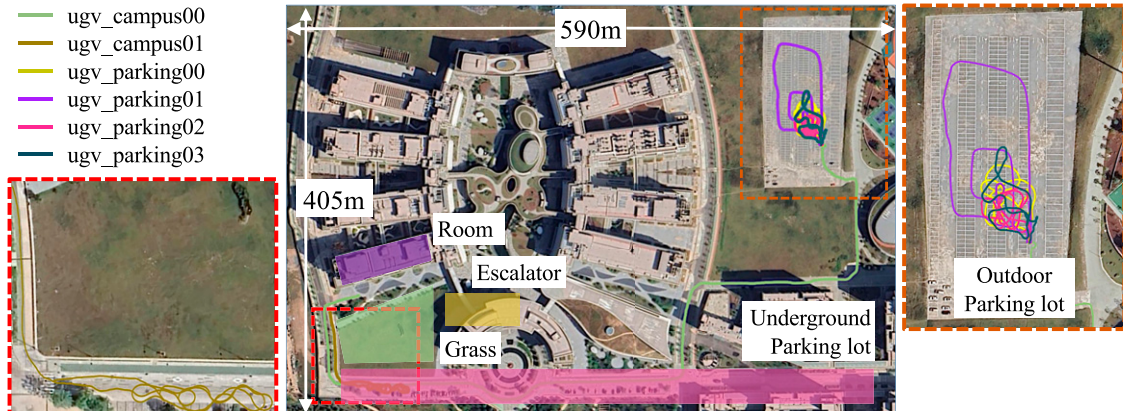 ugv_campus00
ugv_campus01
ugv_parking00
ugv_parking01
ugv_parking02
ugv_parking03
590m
405m
Room
Escalator
Grass
Underground
Parking lot
Outdoor
Parking lot